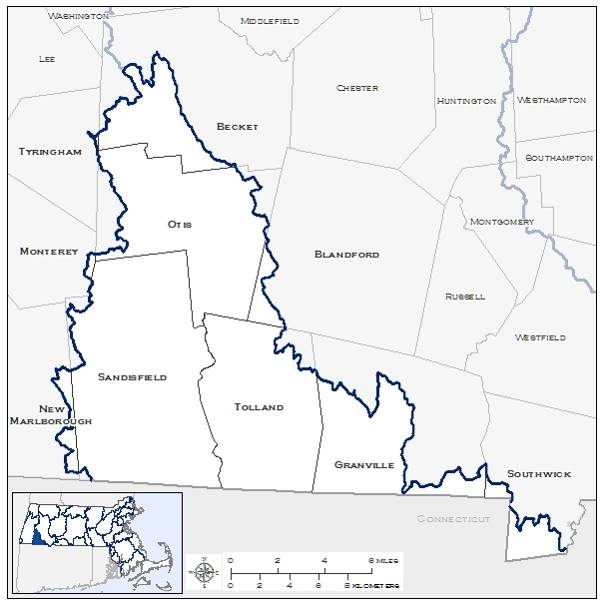 Washington
Middlefield
Lee
Chester
Huntington
Westhampton
Becket
Tyringham
Southampton
Otis
Montgomery
Monterey
Blandford
Russell
Westfield
Sandisfield
New
Marlborough
Tolland
Granville
Southwick
Connecticut
N
0 2 4 6 Miles
0 2 4 6 8 Kilometers